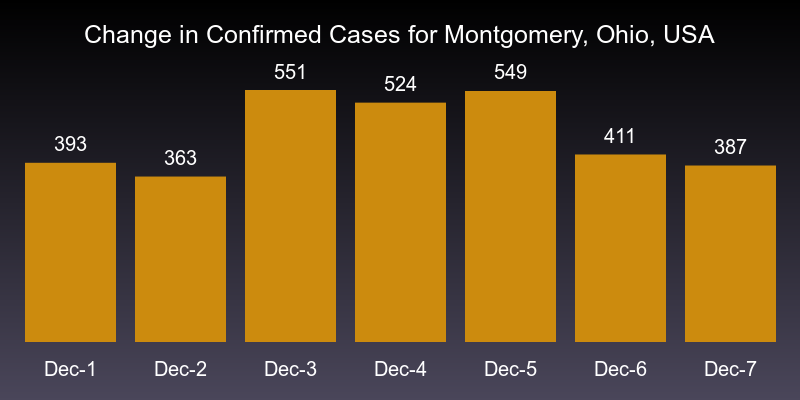 Change in Confirmed Cases for Montgomery, Ohio, USA
393 363 551 524 549 411 387
Dec-1 Dec-2 Dec-3 Dec-4 Dec-5 Dec-6 Dec-7